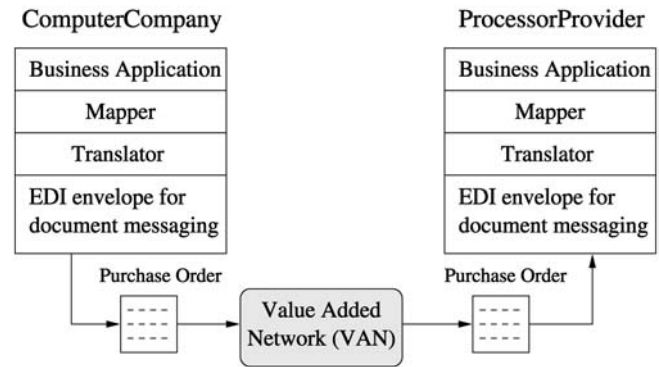 ComputerCompany
Business Application
Mapper
Translator
EDI envelope for
document messaging
ProcessorProvider
Business Application
Mapper
Translator
EDI envelope for
document messaging
Purchase Order
Value Added
Network (VAN)
Purchase Order